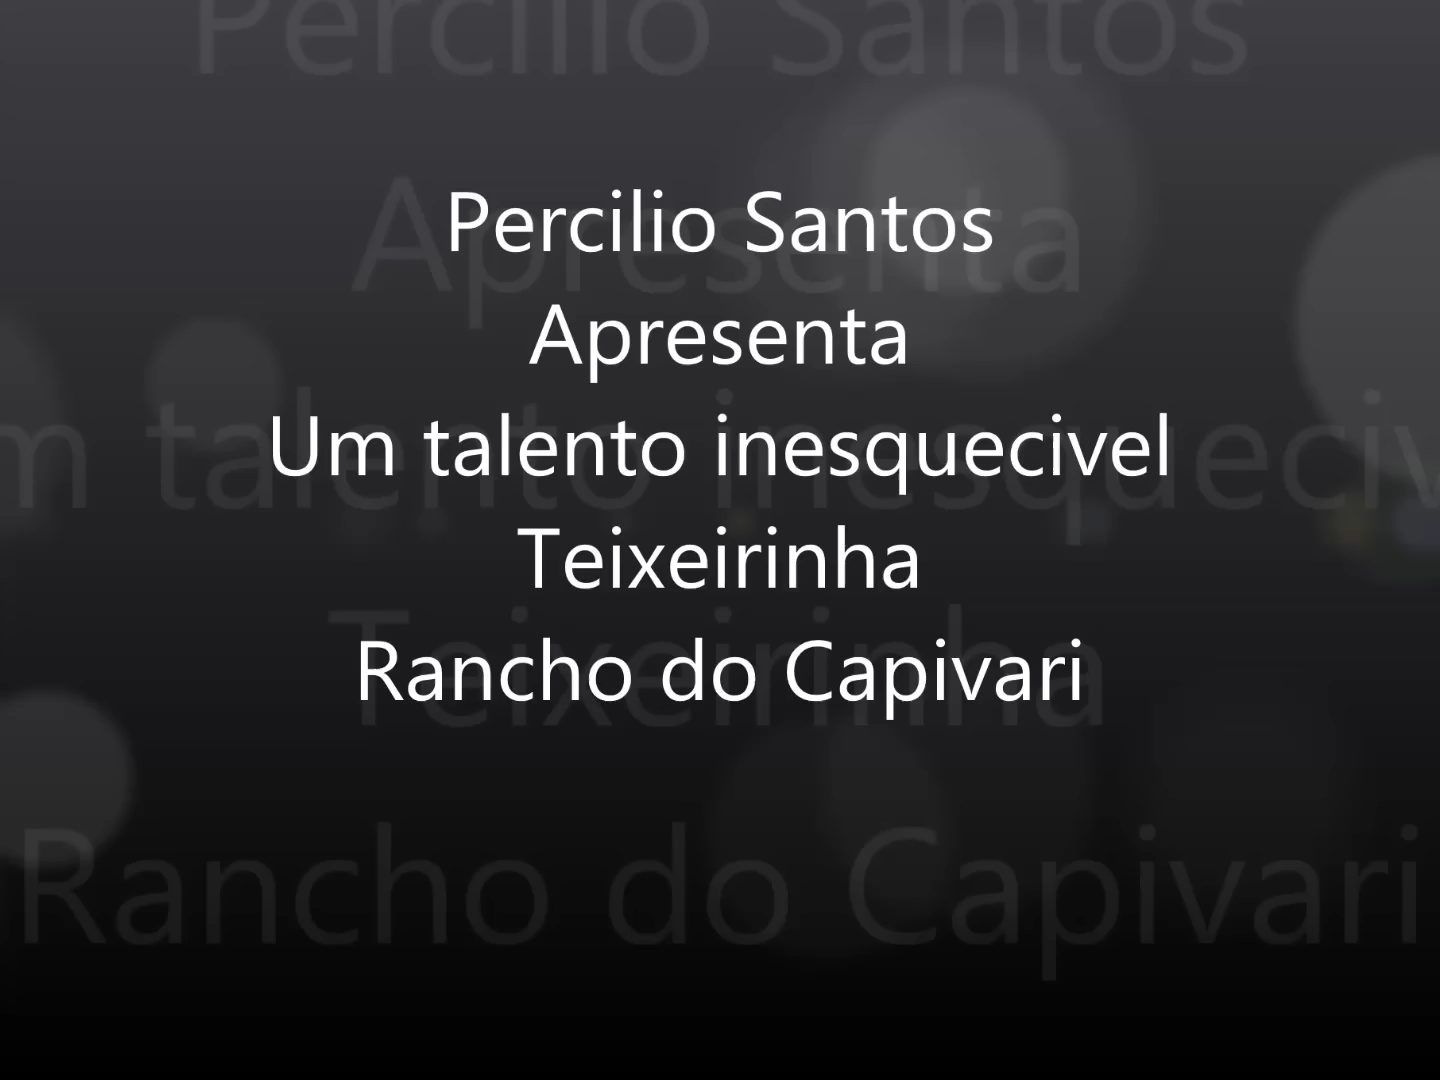 Percilio Santos
Apresenta
Um talento inesquecivel
Teixeirinha
Rancho do Capivari